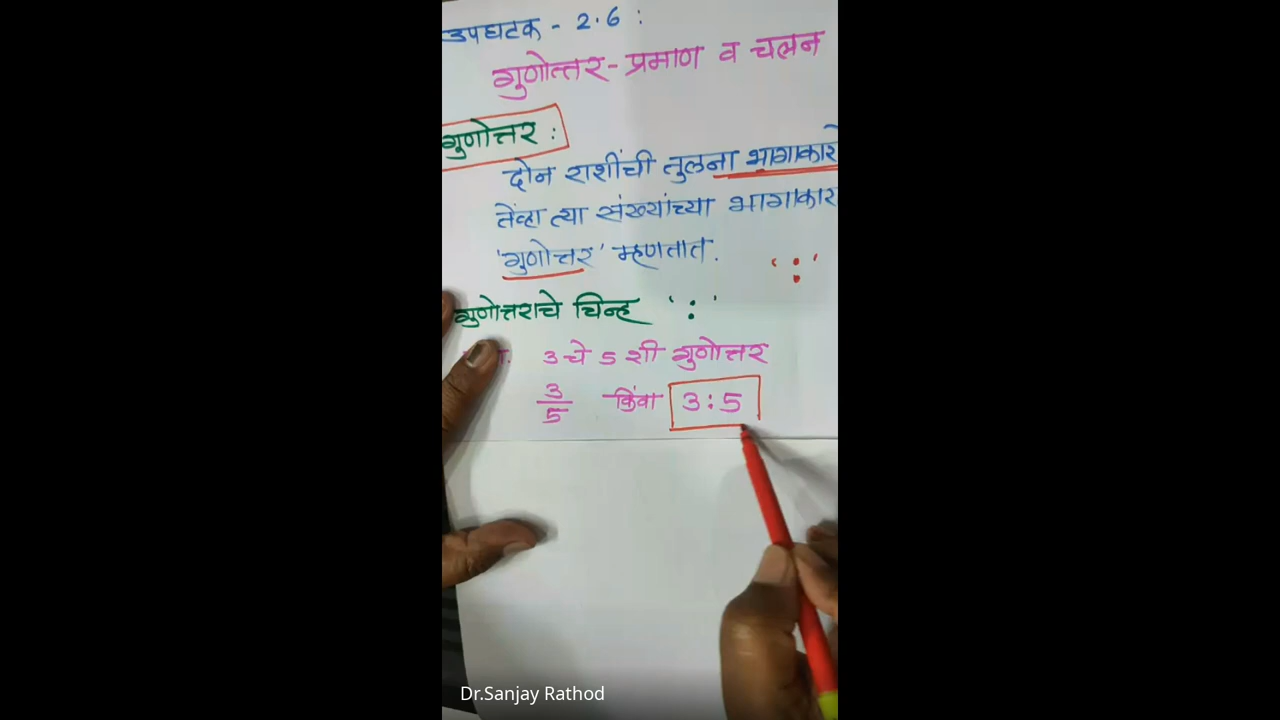 उपघटक - 2.6 :
गुणोत्तर - प्रमाण व चलन
गुणोत्तर :
दोन राशींची तुलना भागाकारे
तेंव्हा त्या संख्यांच्या भागाकार
'गुणोत्तर' म्हणतात.
' : '
गुणोत्तराचे चिन्ह ' : '
3 चे 5 शी गुणोत्तर
3/5 किंवा 3:5
Dr.Sanjay Rathod